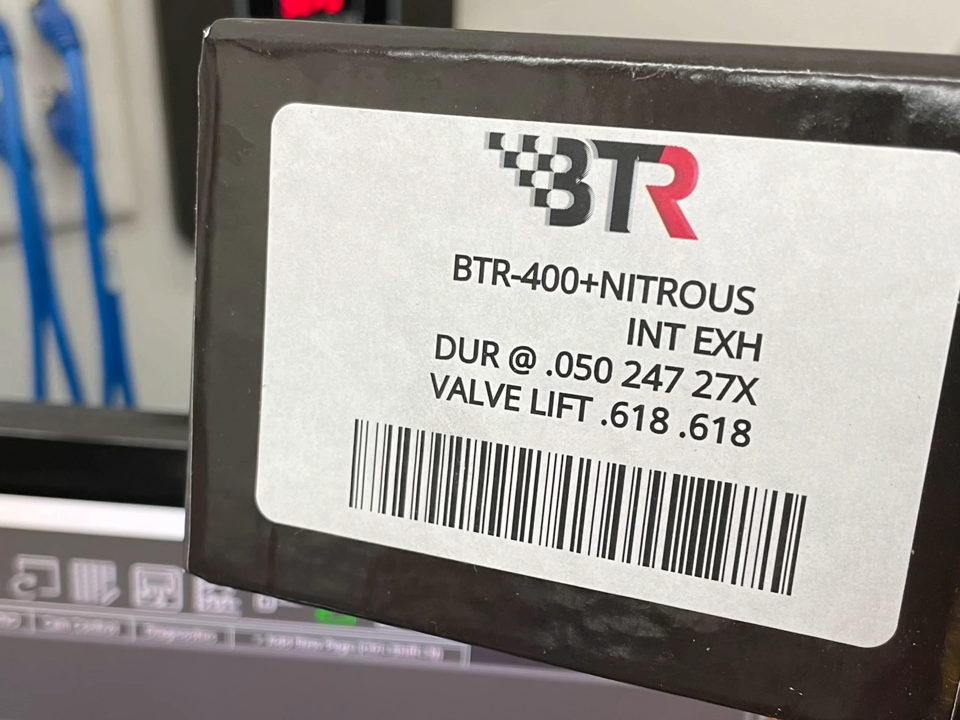 BTR
BTR-400+NITROUS
INT EXH
DUR @ .050 247 27X
VALVE LIFT .618 .618